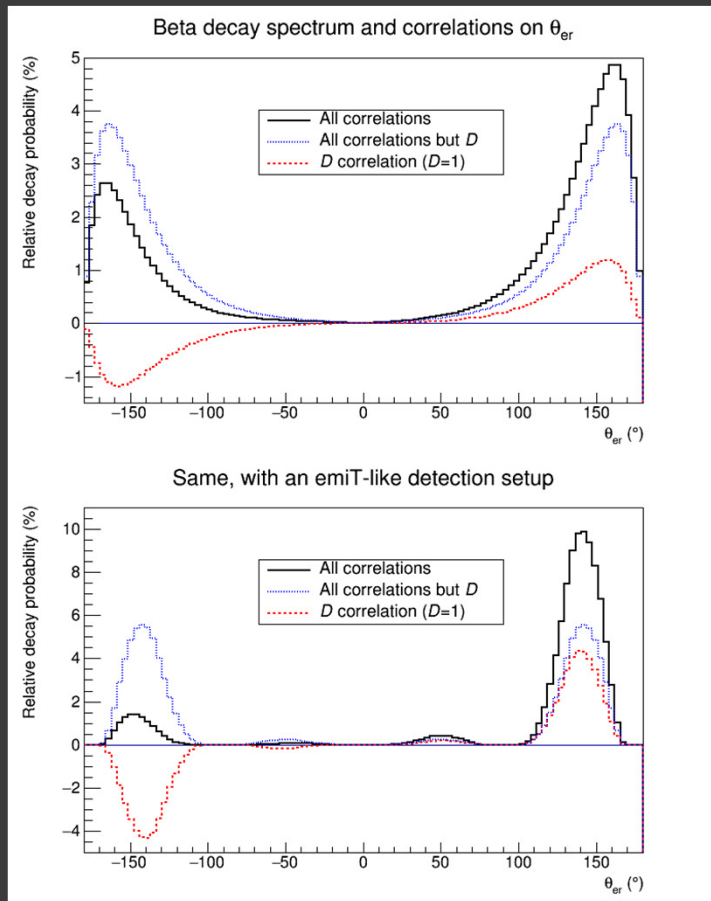 Beta decay spectrum and correlations on θer
Relative decay probability (%)
5
4
3
2
1
0
−1
All correlations
All correlations but D
D correlation (D=1)
−150 −100 −50 0 50 100 150
θer (°)
Same, with an emiT-like detection setup
Relative decay probability (%)
10
8
6
4
2
0
−2
−4
All correlations
All correlations but D
D correlation (D=1)
−150 −100 −50 0 50 100 150
θer (°)